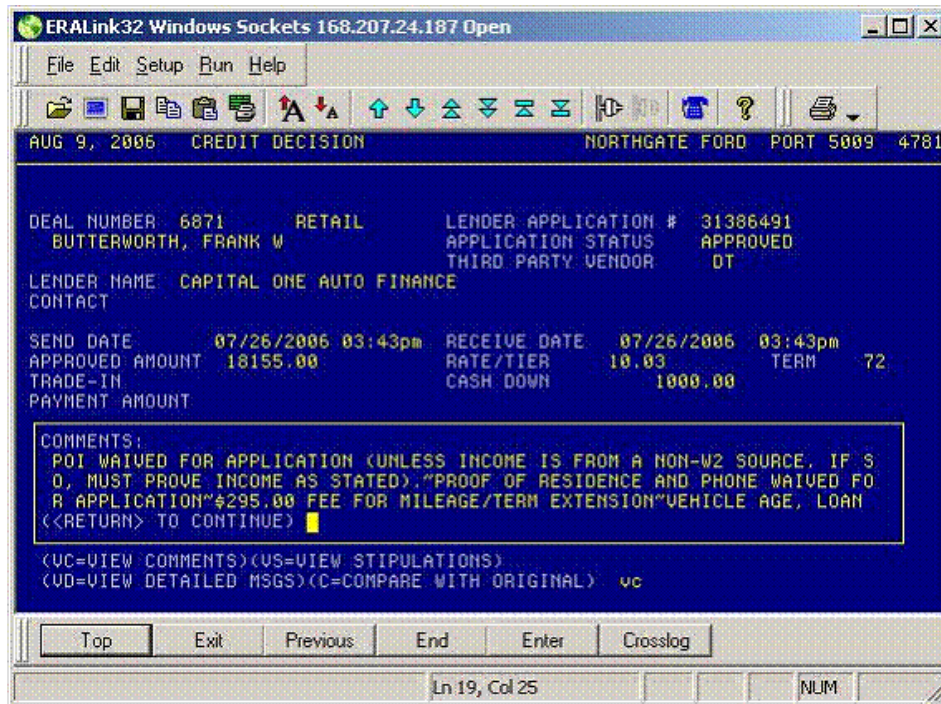 ERALink32 Windows Sockets 168.207.24.187 Open
File Edit Setup Run Help
AUG 9, 2006 CREDIT DECISION NORTHGATE FORD PORT 5009 4781
DEAL NUMBER 6871 RETAIL LENDER APPLICATION # 31386491
BUTTERWORTH, FRANK W APPLICATION STATUS APPROVED
THIRD PARTY VENDOR DT
LENDER NAME CAPITAL ONE AUTO FINANCE
CONTACT
SEND DATE 07/26/2006 03:43pm RECEIVE DATE 07/26/2006 03:43pm
APPROVED AMOUNT 18155.00 RATE/TIER 10.03 TERM 72
TRADE-IN CASH DOWN 1000.00
PAYMENT AMOUNT
COMMENTS:
POI WAIVED FOR APPLICATION (UNLESS INCOME IS FROM A NON-W2 SOURCE, IF S
O, MUST PROVE INCOME AS STATED).~PROOF OF RESIDENCE AND PHONE WAIVED FO
R APPLICATION~$295.00 FEE FOR MILEAGE/TERM EXTENSION~VEHICLE AGE, LOAN
(<RETURN> TO CONTINUE)
(VC=VIEW COMMENTS)(VS=VIEW STIPULATIONS)
(VD=VIEW DETAILED MSGS)(C=COMPARE WITH ORIGINAL) vc
Top Exit Previous End Enter Crosslog
Ln 19, Col 25 NUM